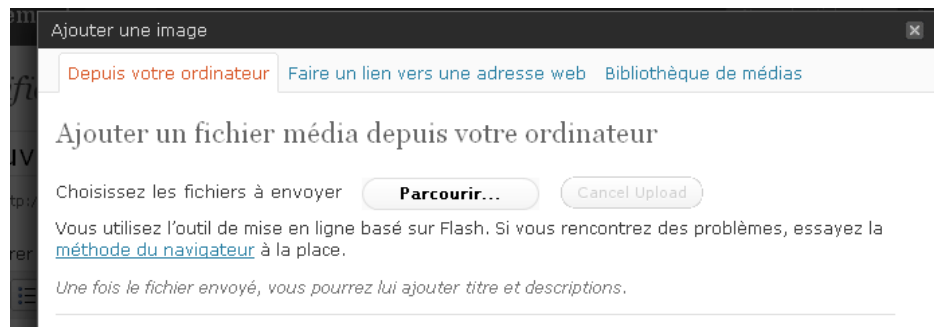 Ajouter une image
Depuis votre ordinateur Faire un lien vers une adresse web Bibliothèque de médias
Ajouter un fichier média depuis votre ordinateur
Choisissez les fichiers à envoyer Parcourir... Cancel Upload
Vous utilisez l'outil de mise en ligne basé sur Flash. Si vous rencontrez des problèmes, essayez la
méthode du navigateur à la place.
Une fois le fichier envoyé, vous pourrez lui ajouter titre et descriptions.